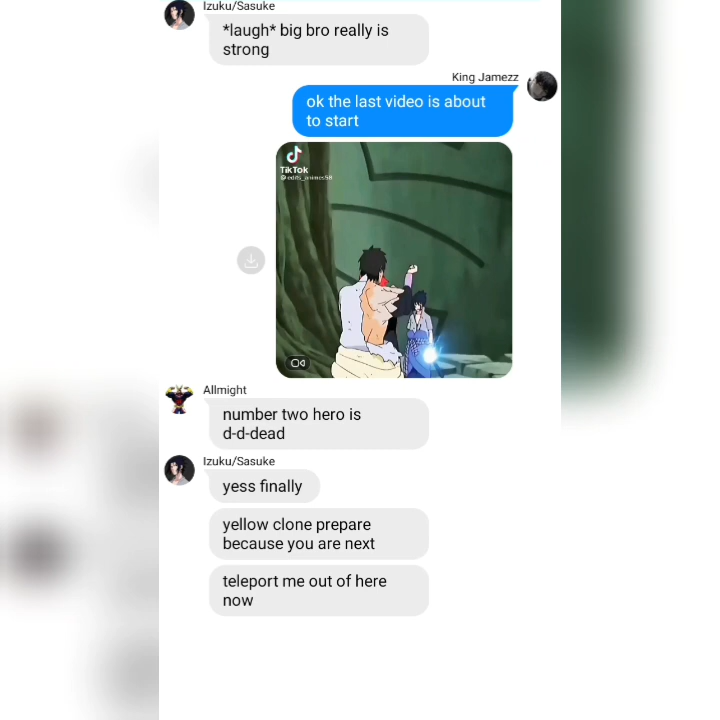 Izuku/Sasuke
*laugh* big bro really is
strong
King Jamezz
ok the last video is about
to start
TikTok
@edits_animes58
Allmight
number two hero is
d-d-dead
Izuku/Sasuke
yess finally
yellow clone prepare
because you are next
teleport me out of here
now